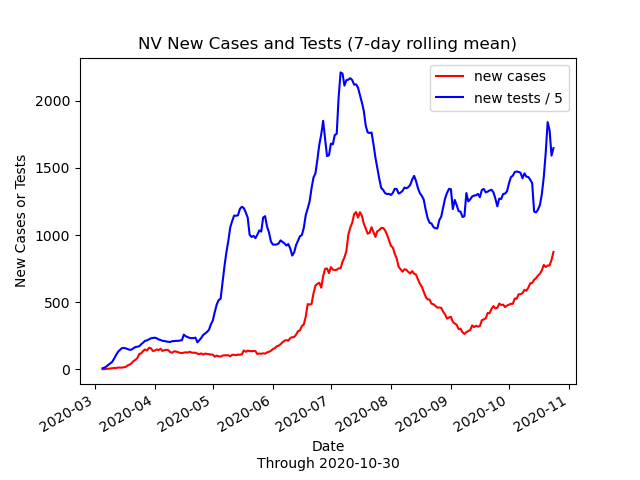 NV New Cases and Tests (7-day rolling mean)
new cases
new tests / 5
New Cases or Tests
2000
1500
1000
500
0
2020-03
2020-04
2020-05
2020-06
2020-07
2020-08
2020-09
2020-10
2020-11
Date
Through 2020-10-30